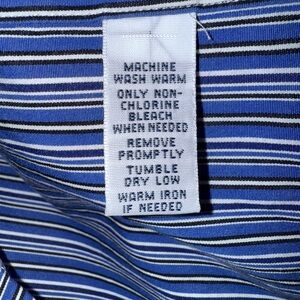 MACHINE
WASH WARM
ONLY NON-
CHLORINE
BLEACH
WHEN NEEDED
REMOVE
PROMPTLY
TUMBLE
DRY LOW
WARM IRON
IF NEEDED